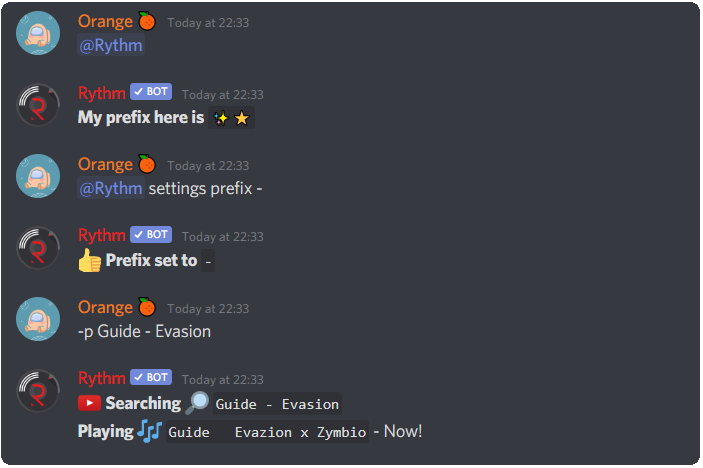 Orange 🍊 Today at 22:33
@Rythm
Rythm ✔ BOT Today at 22:33
My prefix here is ✨⭐
Orange 🍊 Today at 22:33
@Rythm settings prefix -
Rythm ✔ BOT Today at 22:33
👍 Prefix set to -
Orange 🍊 Today at 22:33
-p Guide - Evasion
Rythm ✔ BOT Today at 22:33
Searching 🔎 Guide - Evasion
Playing 🎶 Guide   Evazion x Zymbio - Now!